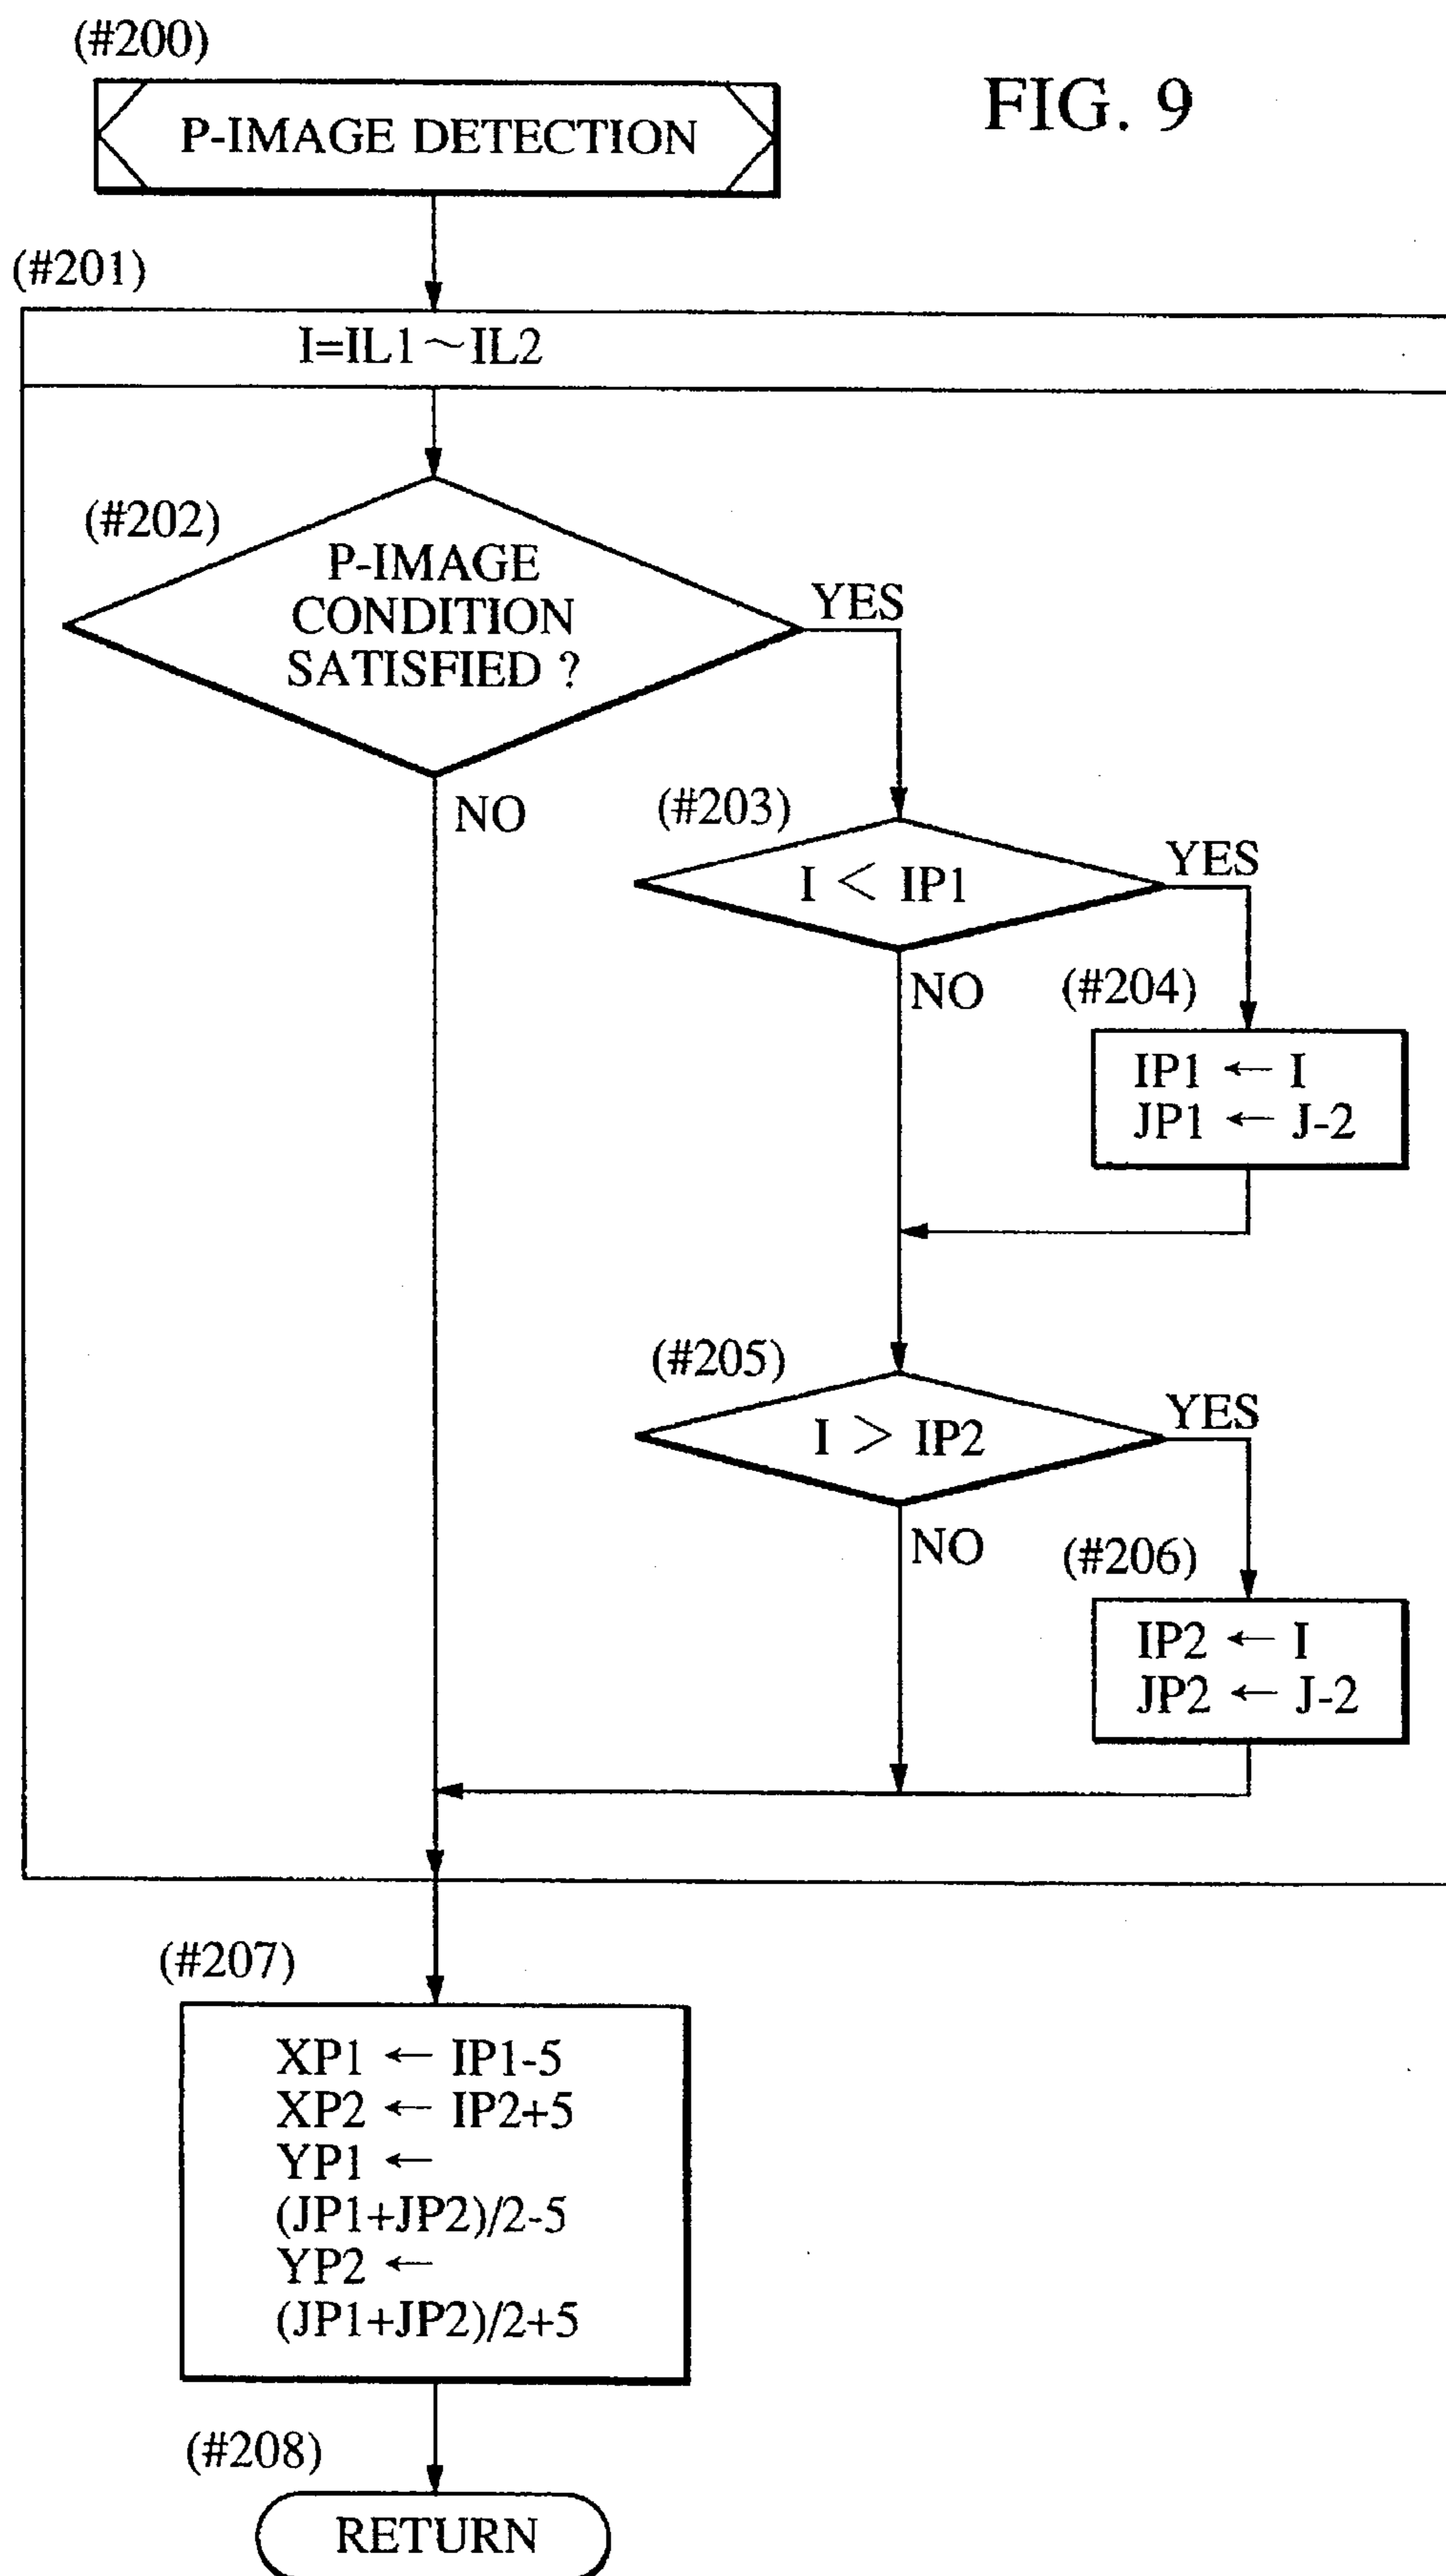 (#200)
FIG. 9
P-IMAGE DETECTION
(#201)
I=IL1~IL2
(#202)
P-IMAGE
CONDITION
SATISFIED ?
YES
NO
(#203)
I < IP1
YES
NO
(#204)
IP1 ← I
JP1 ← J-2
(#205)
I > IP2
YES
NO
(#206)
IP2 ← I
JP2 ← J-2
(#207)
XP1 ← IP1-5
XP2 ← IP2+5
YP1 ←
(JP1+JP2)/2-5
YP2 ←
(JP1+JP2)/2+5
(#208)
RETURN